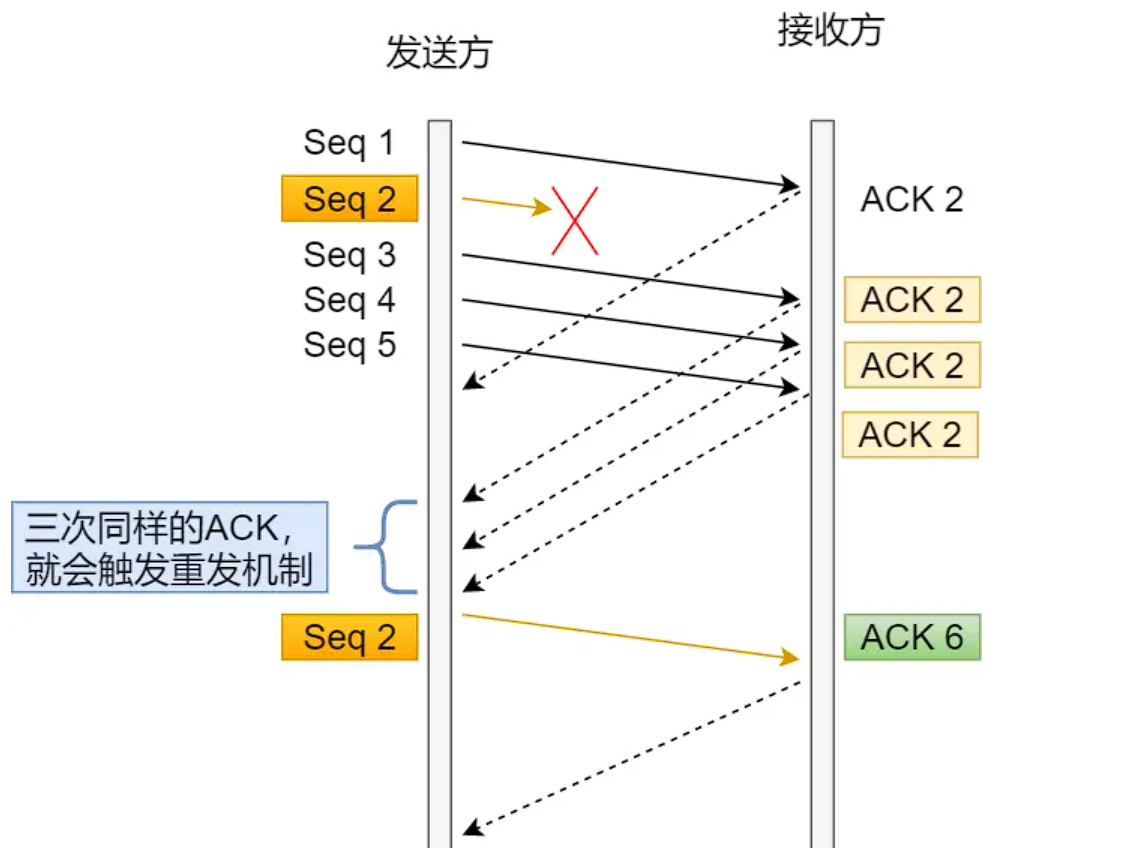 发送方
接收方
Seq 1
Seq 2
ACK 2
Seq 3
Seq 4
ACK 2
Seq 5
ACK 2
ACK 2
三次同样的ACK，
就会触发重发机制
Seq 2
ACK 6